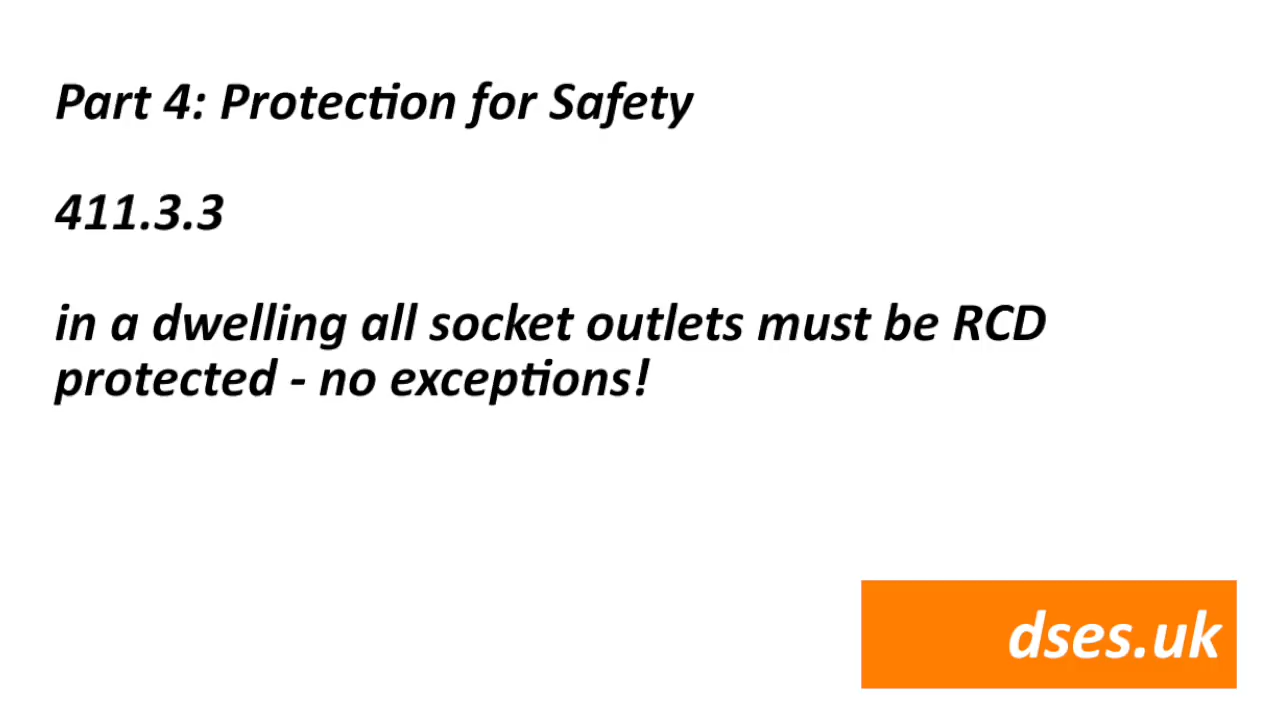 Part 4: Protection for Safety
411.3.3
in a dwelling all socket outlets must be RCD
protected - no exceptions!
dses.uk